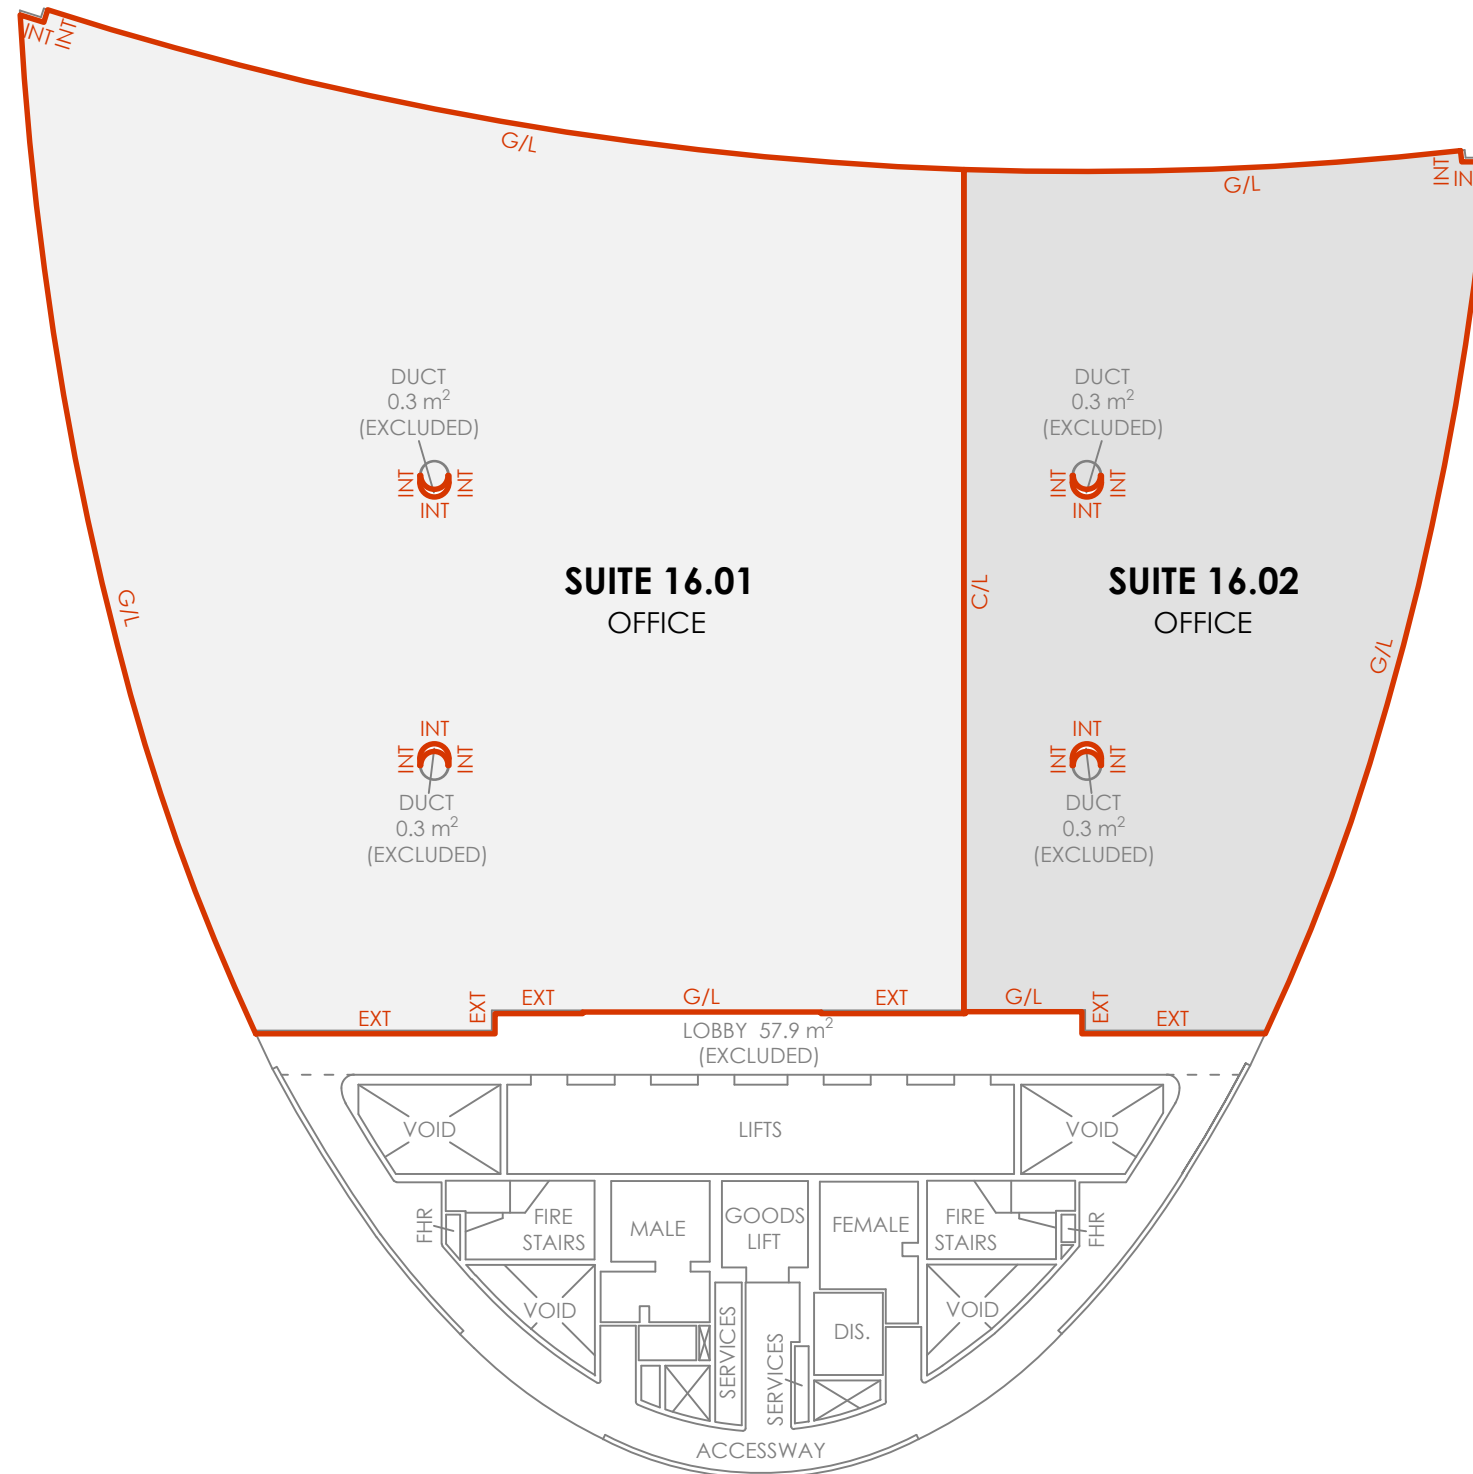 INT
INT
G/L
G/L
INT
IN
DUCT
0.3 m²
(EXCLUDED)
INT
INT
INT
DUCT
0.3 m²
(EXCLUDED)
INT
INT
INT
SUITE 16.01
OFFICE
C/L
SUITE 16.02
OFFICE
G/L
G/L
INT
INT
INT
DUCT
0.3 m²
(EXCLUDED)
INT
INT
INT
DUCT
0.3 m²
(EXCLUDED)
EXT
EXT
EXT
G/L
EXT
G/L
EXT
EXT
LOBBY 57.9 m²
(EXCLUDED)
VOID
LIFTS
VOID
FHR
FIRE
STAIRS
MALE
GOODS
LIFT
FEMALE
FIRE
STAIRS
FHR
VOID
SERVICES
SERVICES
DIS.
VOID
ACCESSWAY